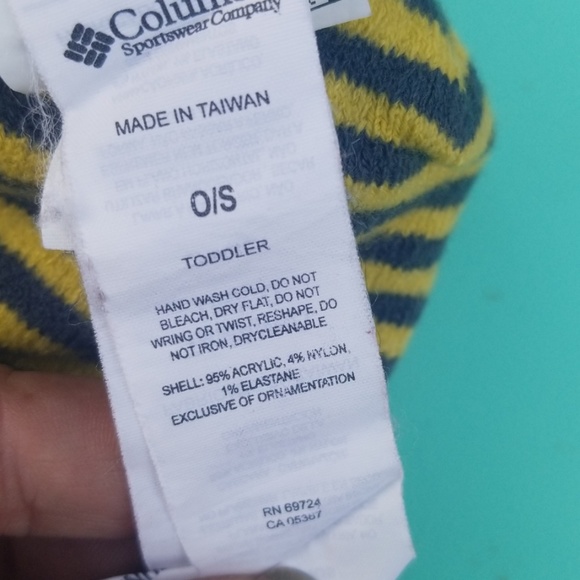 Sportswear Company
MADE IN TAIWAN
O/S
TODDLER
HAND WASH COLD, DO NOT
BLEACH, DRY FLAT, DO NOT
WRING OR TWIST, RESHAPE, DO
NOT IRON, DRYCLEANABLE
SHELL: 95% ACRYLIC, 4% NYLON,
1% ELASTANE
EXCLUSIVE OF ORNAMENTATION
RN 69724
CA 05367